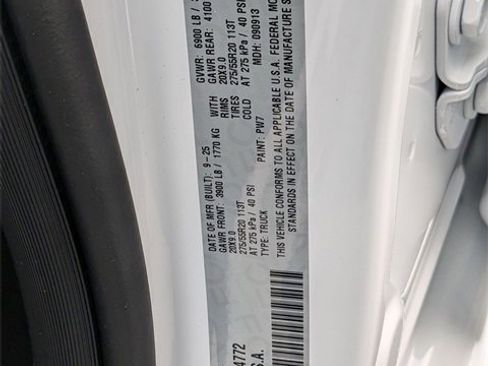 DATE OF MFR (BUILT): 9-25 GVWR: 6900 LB /
GAWR FRONT: 3900 LB / 1770 KG WITH GAWR REAR: 4100
20X9.0 RIMS 20X9.0
275/55R20 113T TIRES 275/55R20 113T
AT 275 kPa / 40 PSI COLD AT 275 kPa / 40 PSI
TYPE: TRUCK PAINT: PW7 MDH: 090913
THIS VEHICLE CONFORMS TO ALL APPLICABLE U.S.A. FEDERAL
STANDARDS IN EFFECT ON THE DATE OF MANUFACTURE
4772
S.A.